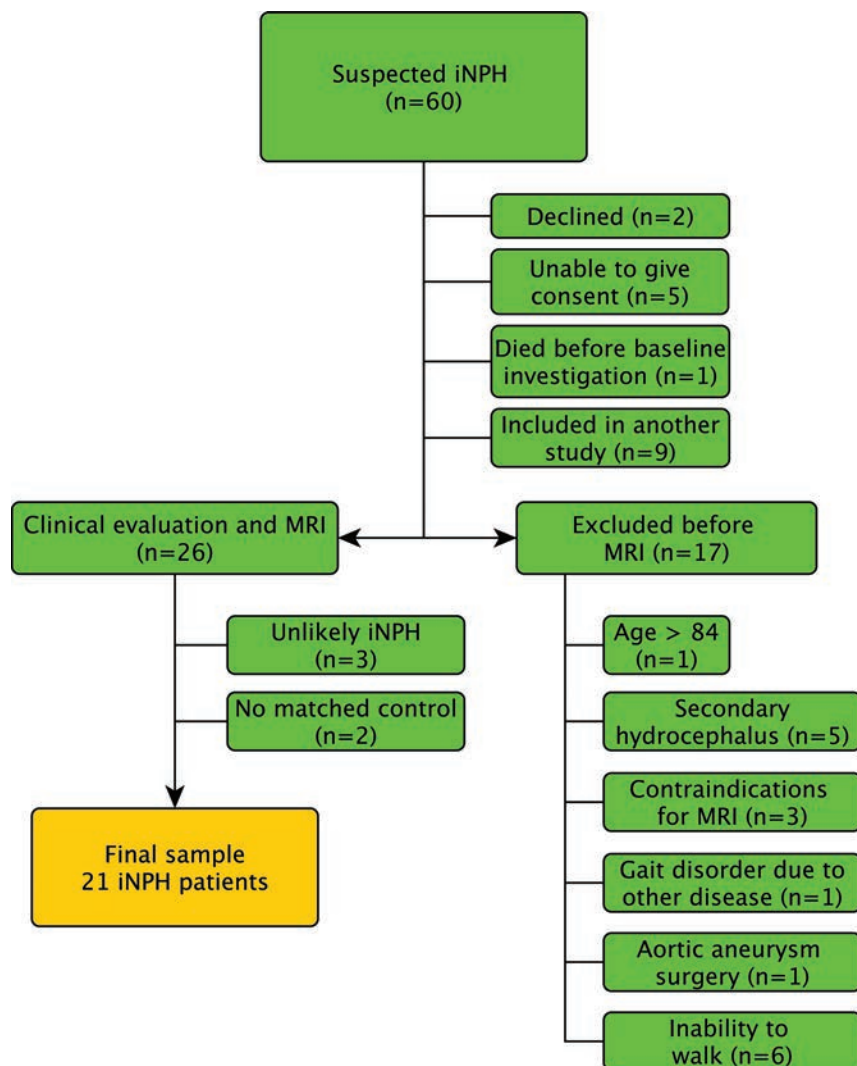 Suspected iNPH
(n=60)
Declined (n=2)
Unable to give
consent (n=5)
Died before baseline
investigation (n=1)
Included in another
study (n=9)
Clinical evaluation and MRI
(n=26)
Excluded before
MRI (n=17)
Unlikely iNPH
(n=3)
No matched control
(n=2)
Final sample
21 iNPH patients
Age > 84
(n=1)
Secondary
hydrocephalus (n=5)
Contraindications
for MRI (n=3)
Gait disorder due to
other disease (n=1)
Aortic aneurysm
surgery (n=1)
Inability to
walk (n=6)